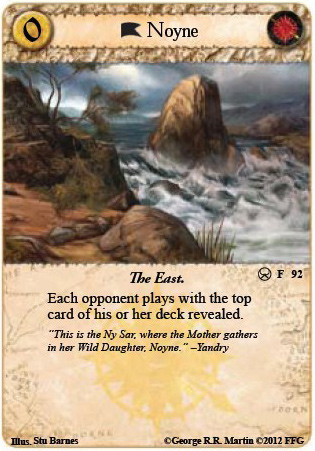 0
Noyne
The East.
F 92
Each opponent plays with the top
card of his or her deck revealed.
"This is the Ny Sar, where the Mother gathers
in her Wild Daughter, Noyne." –Yandry
Illus. Stu Barnes
©George R.R. Martin ©2012 FFG